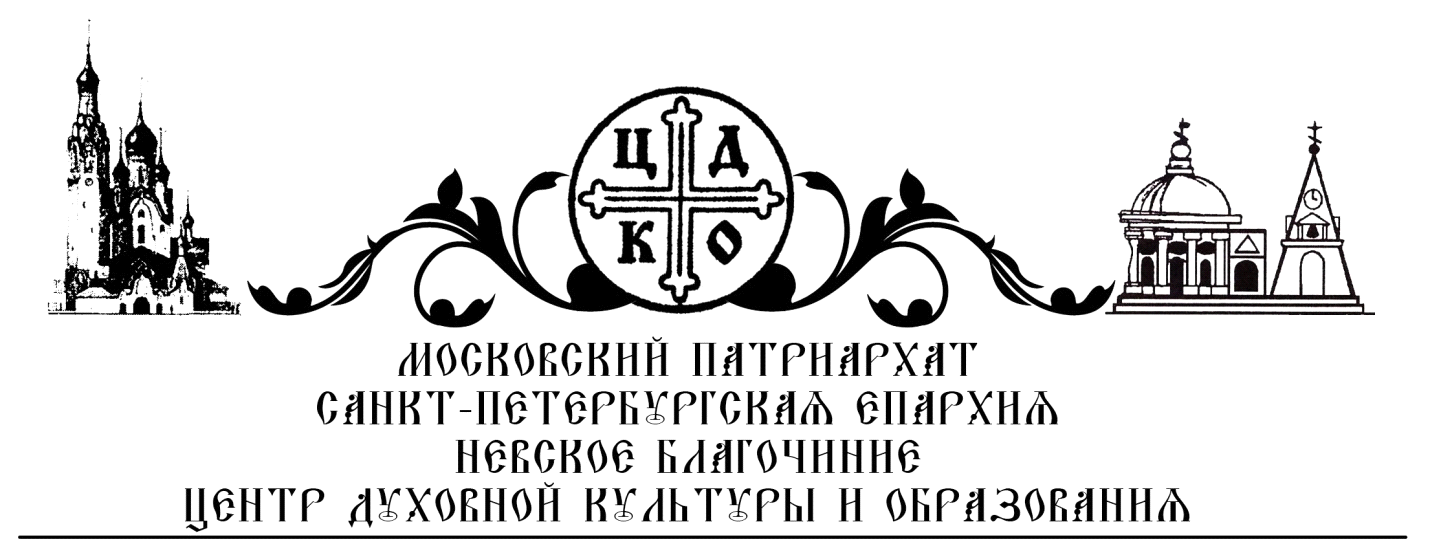 Ц Д
К О
МОСКОВСКИЙ ПАТРИАРХАТ
САНКТ-ПЕТЕРБУРГСКАЯ ЕПАРХИЯ
НЕВСКОЕ БЛАГОЧИНИЕ
ЦЕНТР ДУХОВНОЙ КУЛЬТУРЫ И ОБРАЗОВАНИЯ